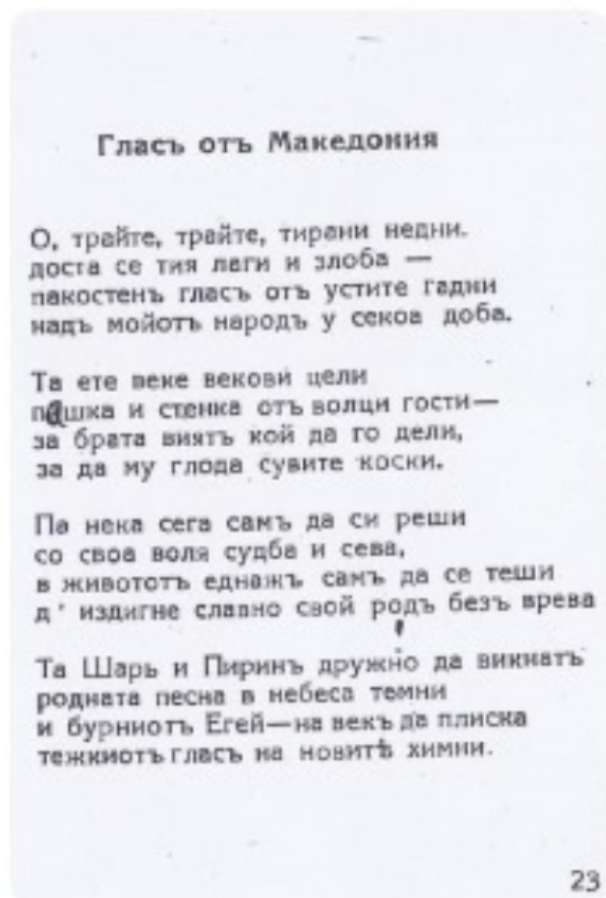 Гласъ отъ Македония
О, трайте, трайте, тирани недни.
доста се тия лаги и злоба —
пакостенъ гласъ отъ устите гадни
надъ мойотъ народъ у секоа доба.
Та ете веке векови цели
пашка и стенка отъ волци гости—
за брата виятъ кой да го дели,
за да му глода сувите коски.
Па нека сега самъ да си реши
со своа воля судба и сева,
в живототъ еднажъ самъ да се теши
д' издигне славно свой родъ безъ врева
Та Шаръ и Пиринъ дружно да викнатъ
родната песна в небеса темни
и бурниотъ Егей—на векъ да плиска
тежкиотъ гласъ на новитѣ химни.
23